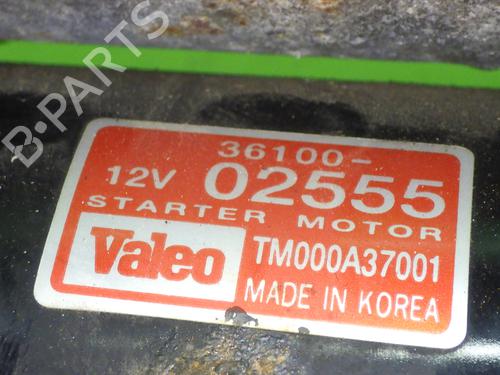 B-PARTS
36100-
12V 02555
STARTER MOTOR
Valeo
TM000A37001
MADE IN KOREA